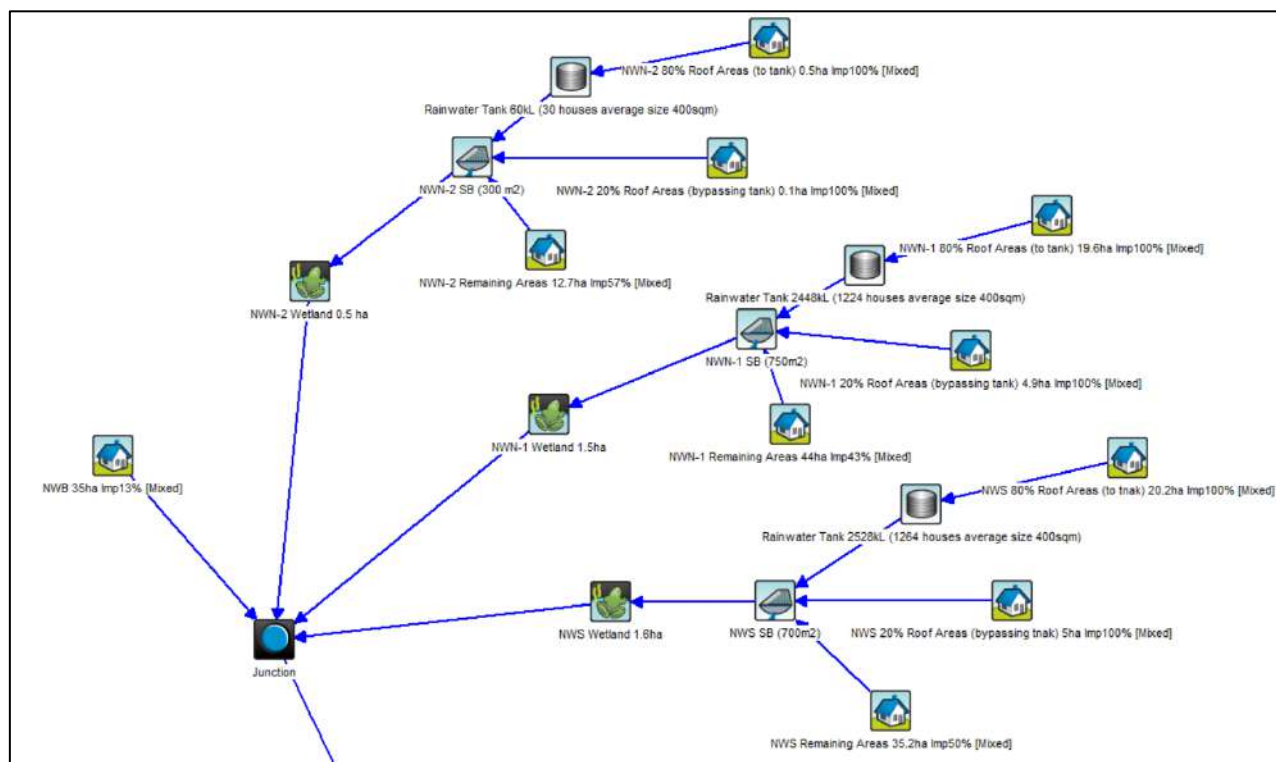 NWN-2 80% Roof Areas (to tank) 0.5ha Imp100% [Mixed]
Rainwater Tank 60kL (30 houses average size 400sqm)
NWN-2 SB (300 m2)
NWN-2 20% Roof Areas (bypassing tank) 0.1ha Imp100% [Mixed]
NWN-1 80% Roof Areas (to tank) 19.6ha Imp100% [Mixed]
NWN-2 Remaining Areas 12.7ha Imp57% [Mixed]
Rainwater Tank 2448kL (1224 houses average size 400sqm)
NWN-2 Wetland 0.5 ha
NWN-1 SB (750m2)
NWN-1 20% Roof Areas (bypassing tank) 4.9ha Imp100% [Mixed]
NWN-1 Wetland 1.5ha
NWN-1 Remaining Areas 44ha Imp43% [Mixed]
NWB 35ha Imp13% [Mixed]
NWS 80% Roof Areas (to tnak) 20.2ha Imp100% [Mixed]
Rainwater Tank 2528kL (1264 houses average size 400sqm)
NWS Wetland 1.6ha
NWS SB (700m2)
NWS 20% Roof Areas (bypassing tnak) 5ha Imp100% [Mixed]
Junction
NWS Remaining Areas 35.2ha Imp50% [Mixed]